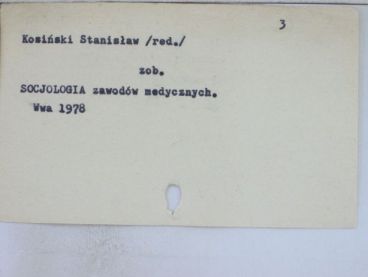 3
Kosiński Stanisław /red./
zob.
SOCJOLOGIA zawodów medycznych.
Wwa 1978